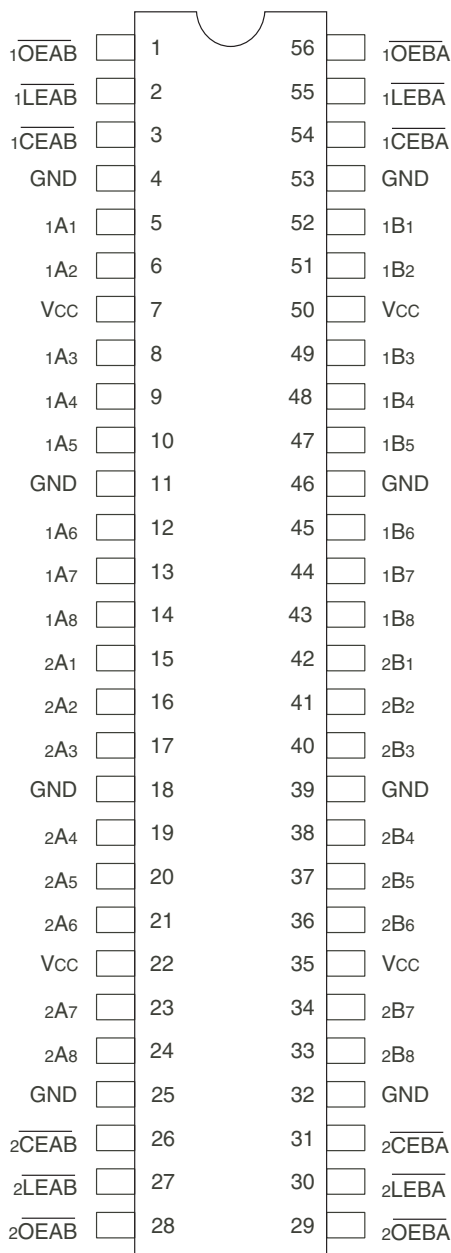 1OEAB 1 56 1OEBA
1LEAB 2 55 1LEBA
1CEAB 3 54 1CEBA
GND 4 53 GND
1A1 5 52 1B1
1A2 6 51 1B2
VCC 7 50 VCC
1A3 8 49 1B3
1A4 9 48 1B4
1A5 10 47 1B5
GND 11 46 GND
1A6 12 45 1B6
1A7 13 44 1B7
1A8 14 43 1B8
2A1 15 42 2B1
2A2 16 41 2B2
2A3 17 40 2B3
GND 18 39 GND
2A4 19 38 2B4
2A5 20 37 2B5
2A6 21 36 2B6
VCC 22 35 VCC
2A7 23 34 2B7
2A8 24 33 2B8
GND 25 32 GND
2CEAB 26 31 2CEBA
2LEAB 27 30 2LEBA
2OEAB 28 29 2OEBA